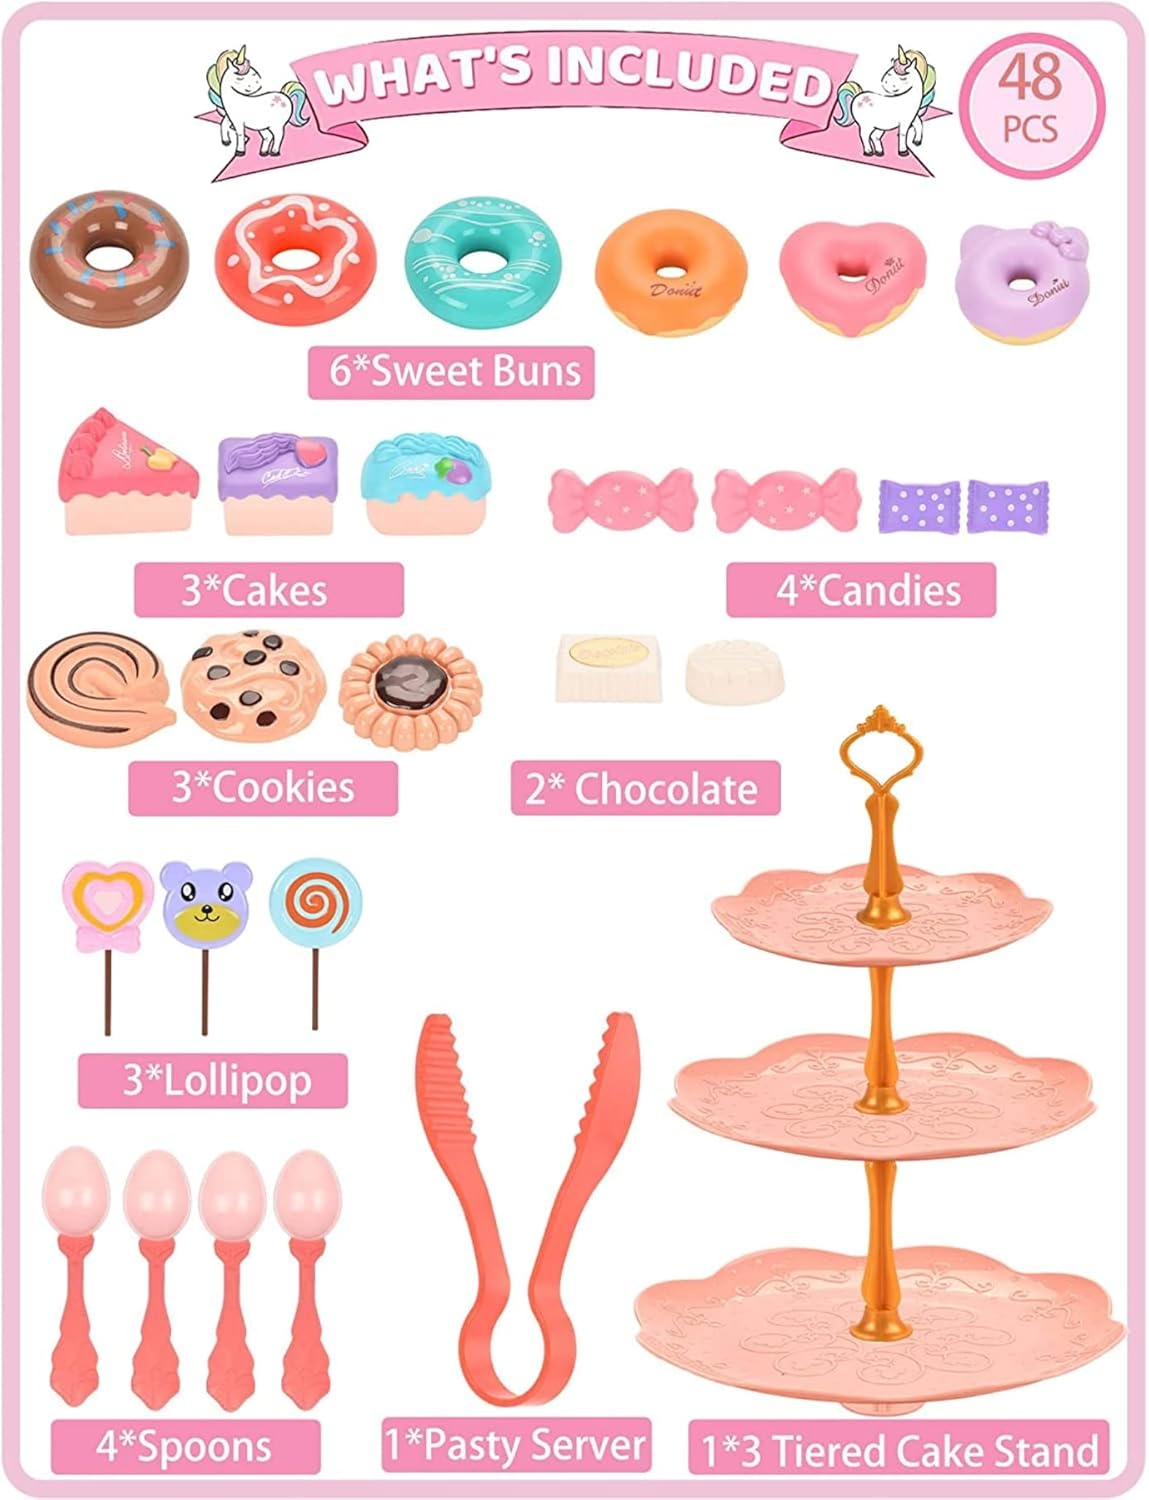 WHAT'S INCLUDED
48
PCS
Donut
Donut
Donut
6*Sweet Buns
3*Cakes
4*Candies
3*Cookies
2* Chocolate
3*Lollipop
4*Spoons
1*Pasty Server
1*3 Tiered Cake Stand